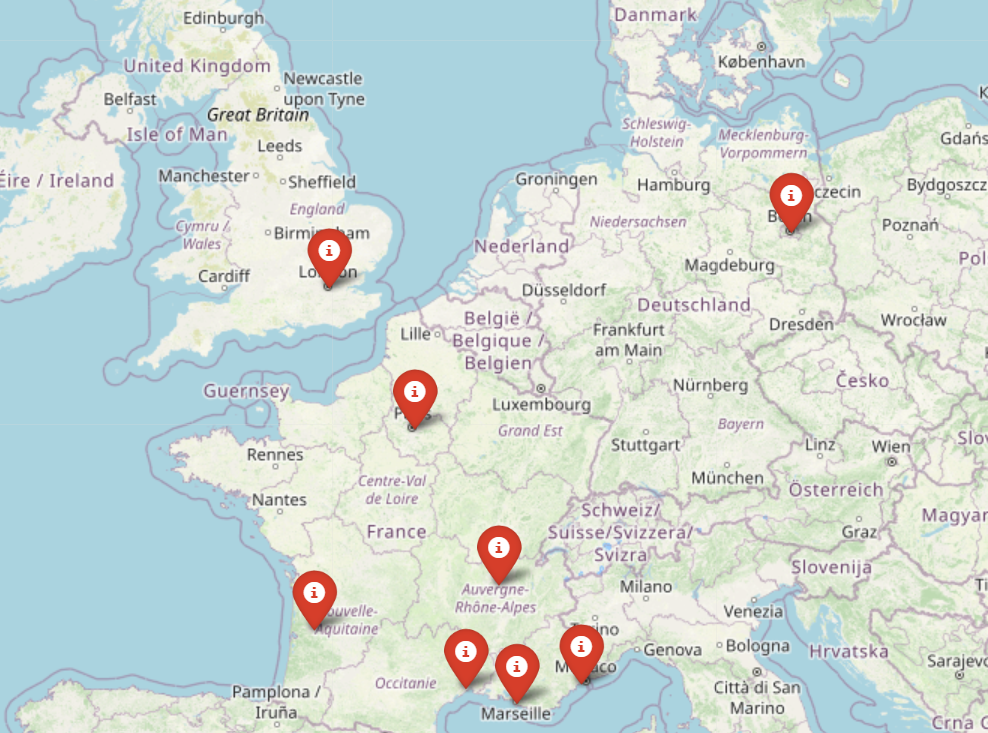 Edinburgh
Danmark
København
United Kingdom
Newcastle
upon Tyne
Belfast
Great Britain
Isle of Man
Schleswig-
Holstein
Mecklenburg-
Vorpommern
Leeds
Éire / Ireland
Manchester
Sheffield
Groningen
Hamburg
Bydgoszcz
England
Cymru /
Wales
Birmingham
Niedersachsen
Poznań
Nederland
Cardiff
London
Magdeburg
Düsseldorf
Deutschland
België /
Belgique /
Belgien
Lille
Frankfurt
am Main
Dresden
Wrocław
Guernsey
Luxembourg
Nürnberg
Česko
Paris
Grand Est
Bayern
Rennes
Stuttgart
Linz
Wien
Centre-Val
de Loire
München
Nantes
Österreich
Schweiz/
Suisse/Svizzera/
Svizra
France
Graz
Slovenija
Auvergne-
Rhône-Alpes
Milano
Venezia
Bologna
Genova
Hrvatska
Monaco
Occitanie
Pamplona /
Iruña
Marseille
Città di San
Marino